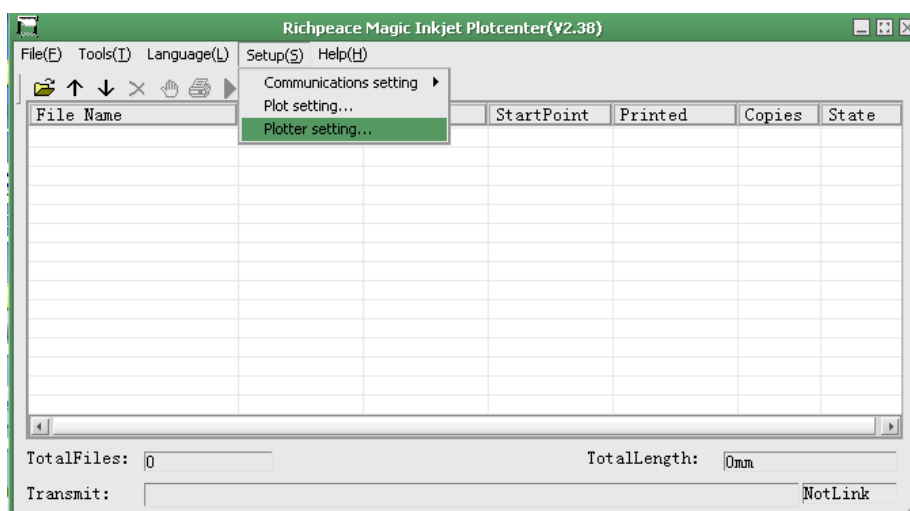 Richpeace Magic Inkjet Plotcenter(V2.38)
File(F) Tools(T) Language(L) Setup(S) Help(H)
Communications setting
Plot setting...
Plotter setting...
File Name StartPoint Printed Copies State
TotalFiles: 0 TotalLength: 0mm
Transmit: NotLink